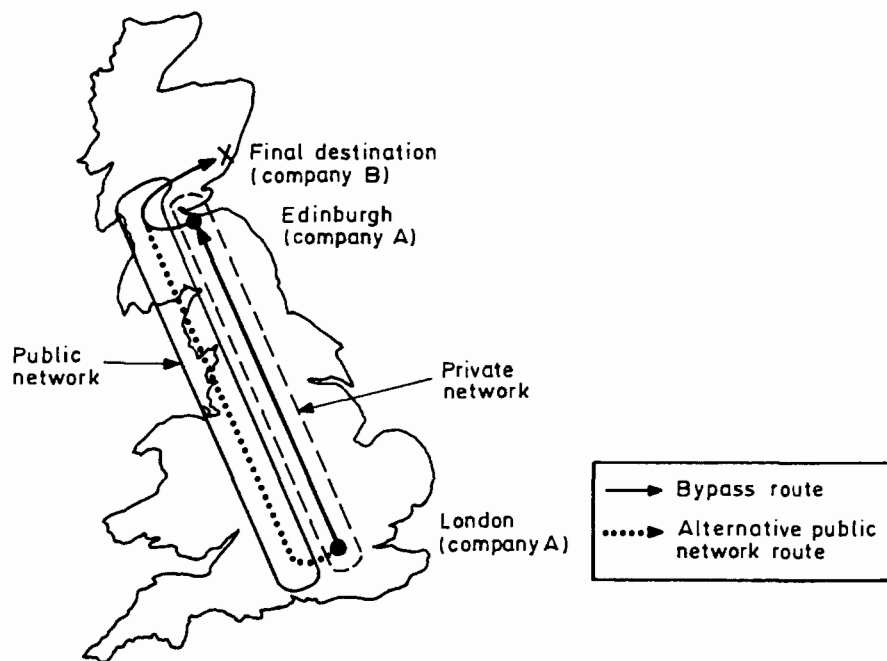 Final destination
(company B)
Edinburgh
(company A)
Public
network
Private
network
London
(company A)
Bypass route
Alternative public
network route